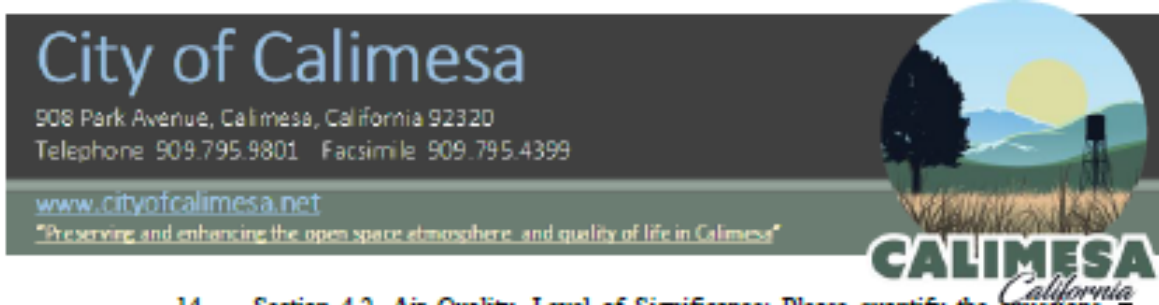 City of Calimesa
908 Park Avenue, Calimesa, California 92320
Telephone 909.795.9801 Facsimile 909.795.4399
www.cityofcalimesa.net
"Preserving and enhancing the open space atmosphere and quality of life in Calimesa"
CALIMESA
California
14. Section 4.2, Air Quality, Level of Significance: Please quantify the